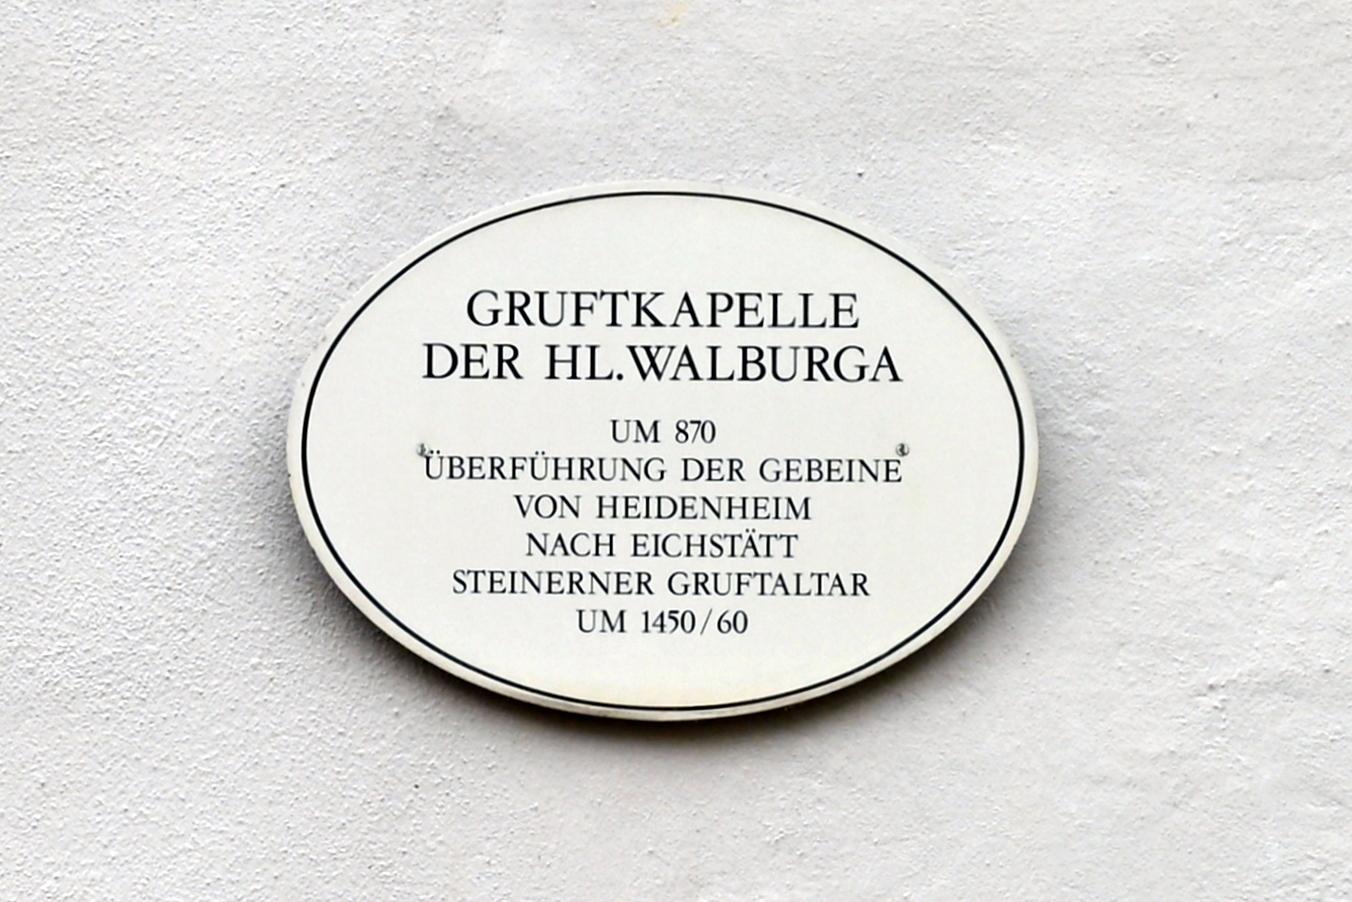 GRUFTKAPELLE
DER HL. WALBURGA
UM 870
ÜBERFÜHRUNG DER GEBEINE
VON HEIDENHEIM
NACH EICHSTÄTT
STEINERNER GRUFTALTAR
UM 1450/60